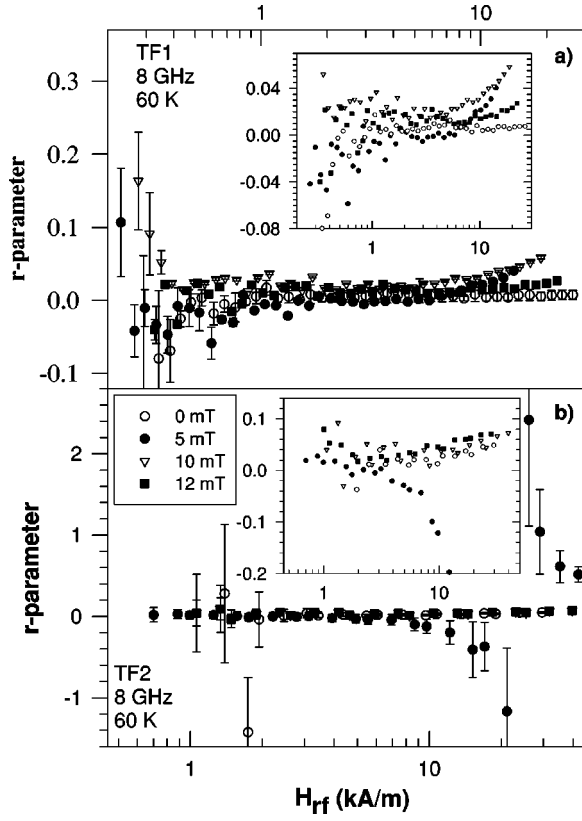 1
10
TF1
8 GHz
60 K
a)
0.3
0.2
0.1
0.0
-0.1
r-parameter
0.04
0.00
-0.04
-0.08
1
10
0 mT
5 mT
10 mT
12 mT
b)
0.1
0.0
-0.1
-0.2
1
10
2
1
0
-1
r-parameter
TF2
8 GHz
60 K
1
10
Hrf (kA/m)